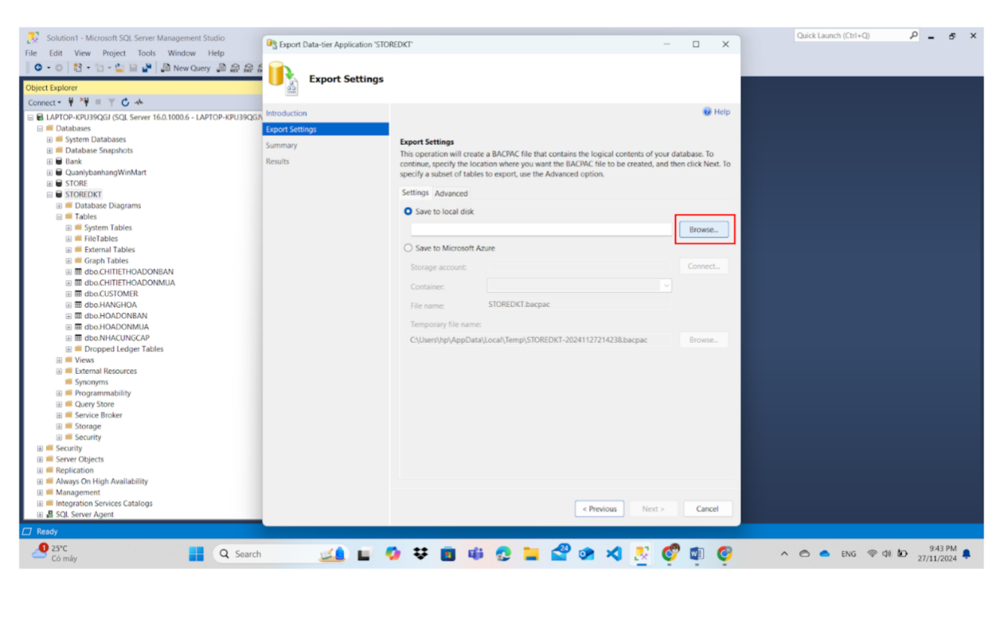 Solution1 - Microsoft SQL Server Management Studio
Quick Launch (Ctrl+Q)
File Edit View Project Tools Window Help
New Query
Object Explorer
Connect
LAPTOP-KPU39QGJ (SQL Server 16.0.1000.6 - LAPTOP-KPU39QGJ\
Databases
System Databases
Database Snapshots
Bank
QuanlybanhangWinMart
STORE
STOREDKT
Database Diagrams
Tables
System Tables
FileTables
External Tables
Graph Tables
dbo.CHITIETHOADONBAN
dbo.CHITIETHOADONMUA
dbo.CUSTOMER
dbo.HANGHOA
dbo.HOADONBAN
dbo.HOADONMUA
dbo.NHACUNGCAP
Dropped Ledger Tables
Views
External Resources
Synonyms
Programmability
Query Store
Service Broker
Storage
Security
Security
Server Objects
Replication
Always On High Availability
Management
Integration Services Catalogs
SQL Server Agent
Export Data-tier Application 'STOREDKT'
Export Settings
Introduction
Export Settings
Summary
Results
Help
Export Settings
This operation will create a BACPAC file that contains the logical contents of your database. To
continue, specify the location where you want the BACPAC file to be created, and then click Next. To
specify a subset of tables to export, use the Advanced option.
Settings Advanced
Save to local disk
Browse...
Save to Microsoft Azure
Storage account:
Connect...
Container:
File name: STOREDKT.bacpac
Temporary file name:
C:\Users\hp\AppData\Local\Temp\STOREDKT-20241127214238.bacpac
Browse...
< Previous Next > Cancel
Ready
1
25°C
Có mây
Search
24
ENG
9:43 PM
27/11/2024